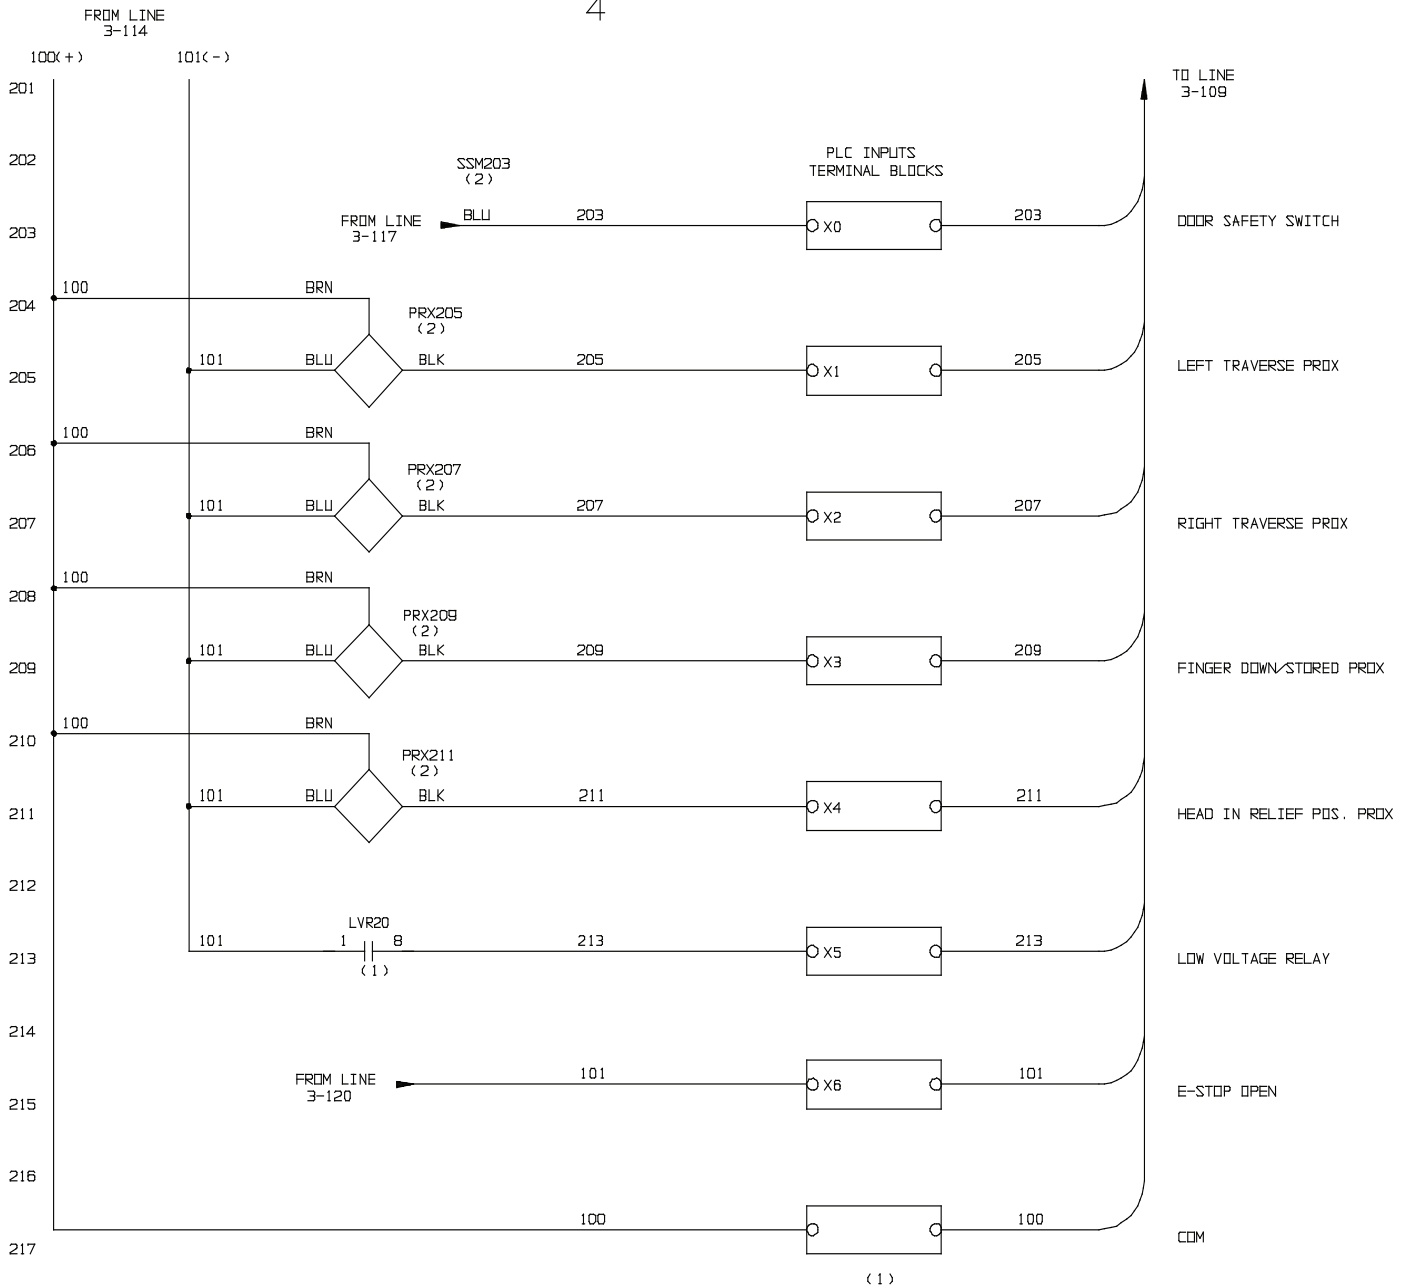 4
FROM LINE
3-114
100(+) 101(-)
TO LINE
3-109
201
202
PLC INPUTS
TERMINAL BLOCKS
SSM203
(2)
203 FROM LINE
3-117
BLU 203 X0 203 DOOR SAFETY SWITCH
204 100 BRN
PRX205
(2)
205 101 BLU BLK 205 X1 205 LEFT TRAVERSE PROX
206 100 BRN
PRX207
(2)
207 101 BLU BLK 207 X2 207 RIGHT TRAVERSE PROX
208 100 BRN
PRX209
(2)
209 101 BLU BLK 209 X3 209 FINGER DOWN/STORED PROX
210 100 BRN
PRX211
(2)
211 101 BLU BLK 211 X4 211 HEAD IN RELIEF POS. PROX
212
LVR20
213 101 1 8 213 X5 213 LOW VOLTAGE RELAY
(1)
214
FROM LINE
3-120
215 101 X6 101 E-STOP OPEN
216
217 100 100 COM
(1)